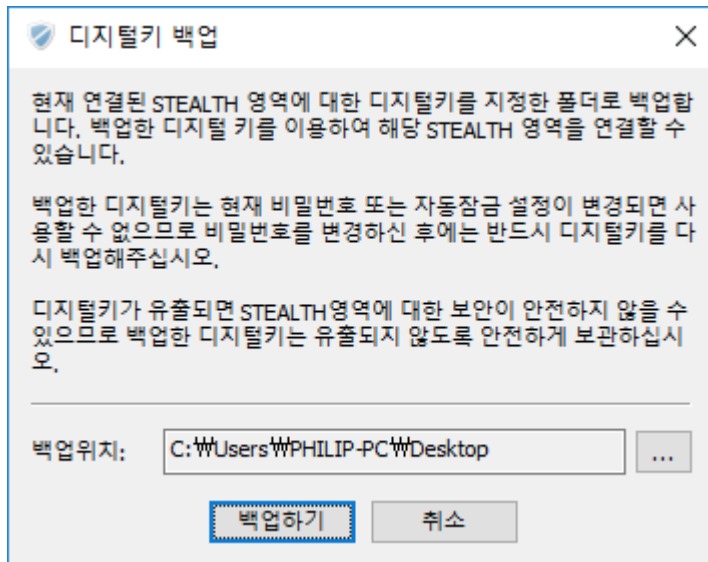 디지털키 백업
현재 연결된 STEALTH 영역에 대한 디지털키를 지정한 폴더로 백업합
니다. 백업한 디지털 키를 이용하여 해당 STEALTH 영역을 연결할 수
있습니다.
백업한 디지털키는 현재 비밀번호 또는 자동잠금 설정이 변경되면 사
용할 수 없으므로 비밀번호를 변경하신 후에는 반드시 디지털키를 다
시 백업해주십시오.
디지털키가 유출되면 STEALTH영역에 대한 보안이 안전하지 않을 수
있으므로 백업한 디지털키는 유출되지 않도록 안전하게 보관하십시
오.
백업위치: C:₩Users₩PHILIP-PC₩Desktop ...
백업하기 취소